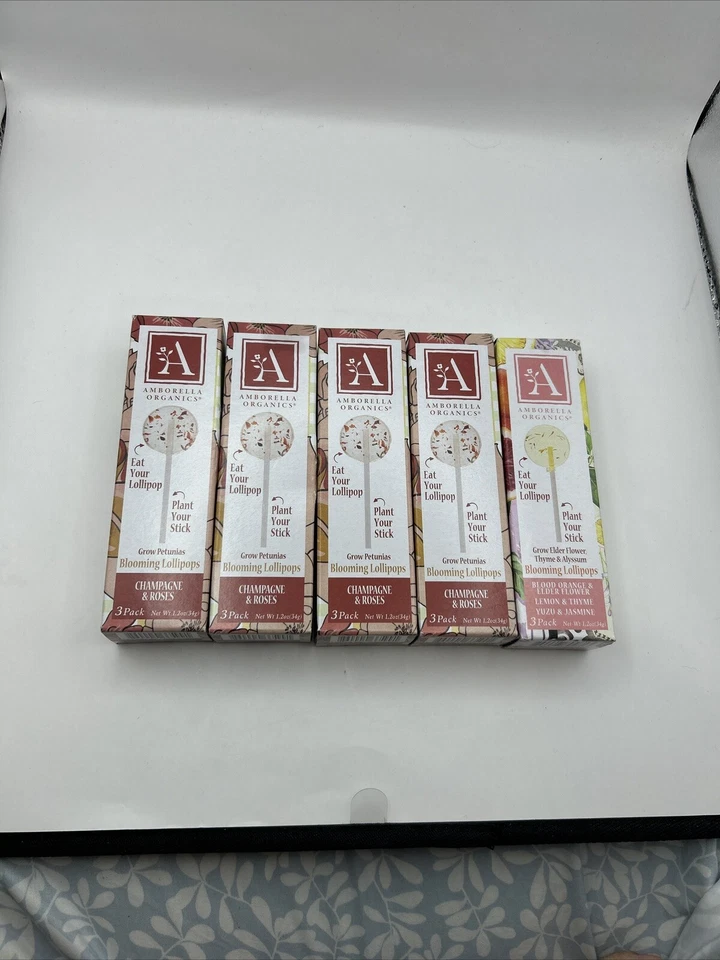 A
AMBORELLA
ORGANICS®
Eat
Your
Lollipop
Plant
Your
Stick
Grow Petunias
Blooming Lollipops
CHAMPAGNE
& ROSES
3 Pack Net Wt 1.2oz(34g)
A
AMBORELLA
ORGANICS®
Eat
Your
Lollipop
Plant
Your
Stick
Grow Petunias
Blooming Lollipops
CHAMPAGNE
& ROSES
3 Pack Net Wt 1.2oz(34g)
A
AMBORELLA
ORGANICS®
Eat
Your
Lollipop
Plant
Your
Stick
Grow Petunias
Blooming Lollipops
CHAMPAGNE
& ROSES
3 Pack Net Wt 1.2oz(34g)
A
AMBORELLA
ORGANICS®
Eat
Your
Lollipop
Plant
Your
Stick
Grow Petunias
Blooming Lollipops
CHAMPAGNE
& ROSES
3 Pack Net Wt 1.2oz(34g)
A
AMBORELLA
ORGANICS®
Eat
Your
Lollipop
Plant
Your
Stick
Grow Elder Flower,
Thyme & Alyssum
Blooming Lollipops
BLOOD ORANGE &
ELDER FLOWER
LEMON & THYME
YUZU & JASMINE
3 Pack Net Wt 1.2oz(34g)